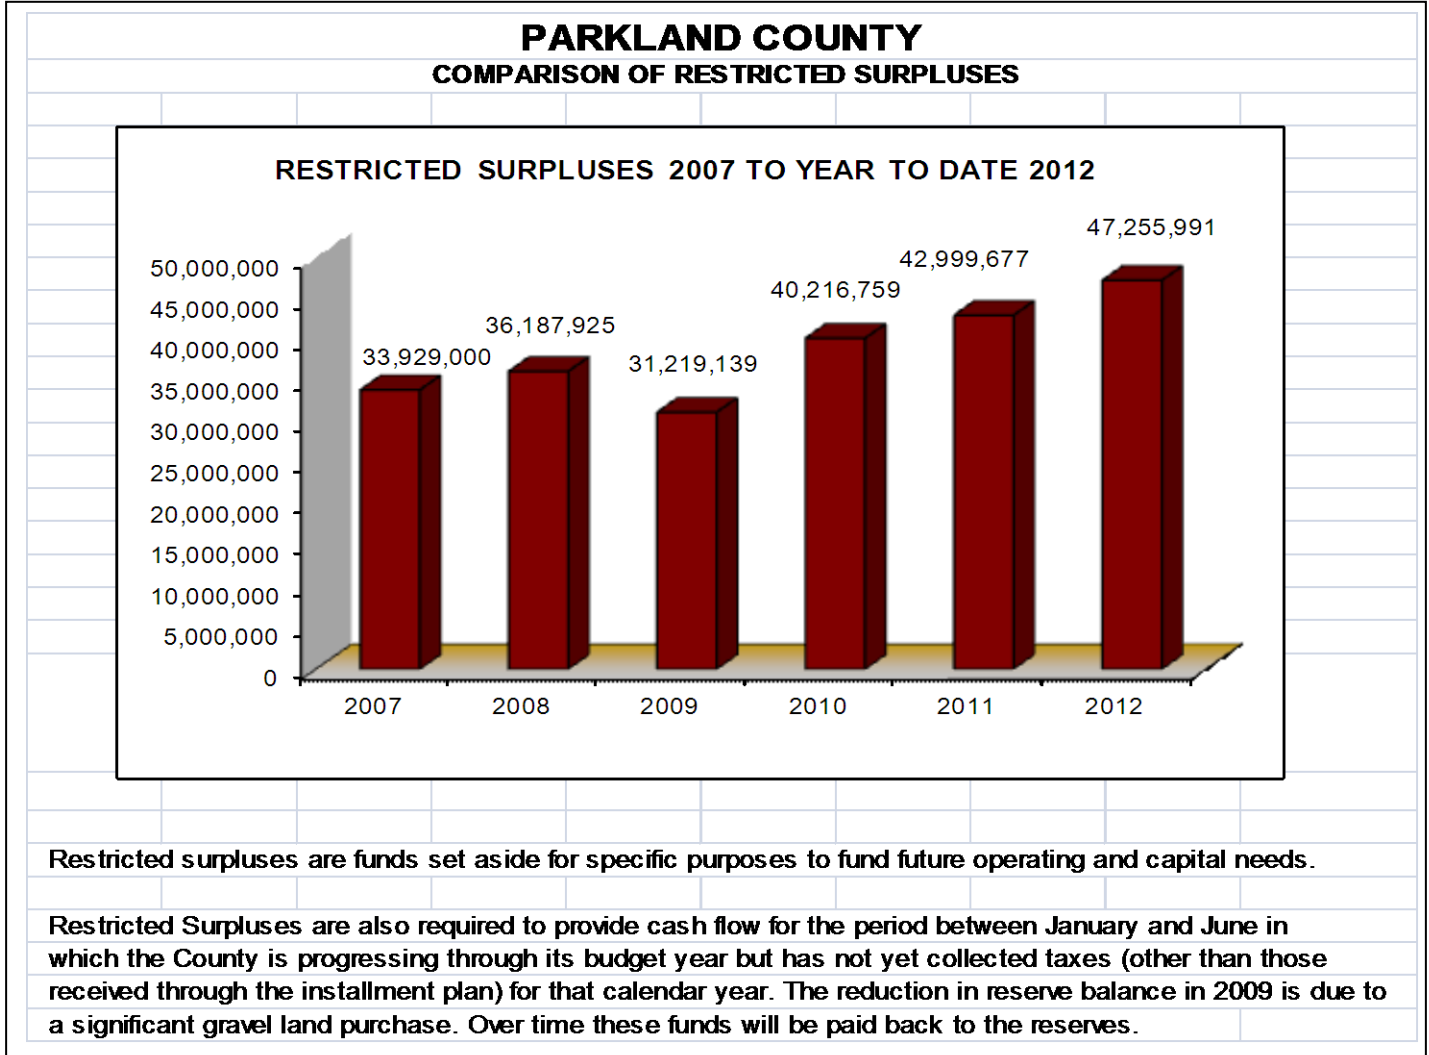 PARKLAND COUNTY
COMPARISON OF RESTRICTED SURPLUSES
RESTRICTED SURPLUSES 2007 TO YEAR TO DATE 2012
47,255,991
42,999,677
40,216,759
36,187,925
33,929,000
31,219,139
50,000,000
45,000,000
40,000,000
35,000,000
30,000,000
25,000,000
20,000,000
15,000,000
10,000,000
5,000,000
0
2007 2008 2009 2010 2011 2012
Restricted surpluses are funds set aside for specific purposes to fund future operating and capital needs.
Restricted Surpluses are also required to provide cash flow for the period between January and June in
which the County is progressing through its budget year but has not yet collected taxes (other than those
received through the installment plan) for that calendar year. The reduction in reserve balance in 2009 is due to
a significant gravel land purchase. Over time these funds will be paid back to the reserves.